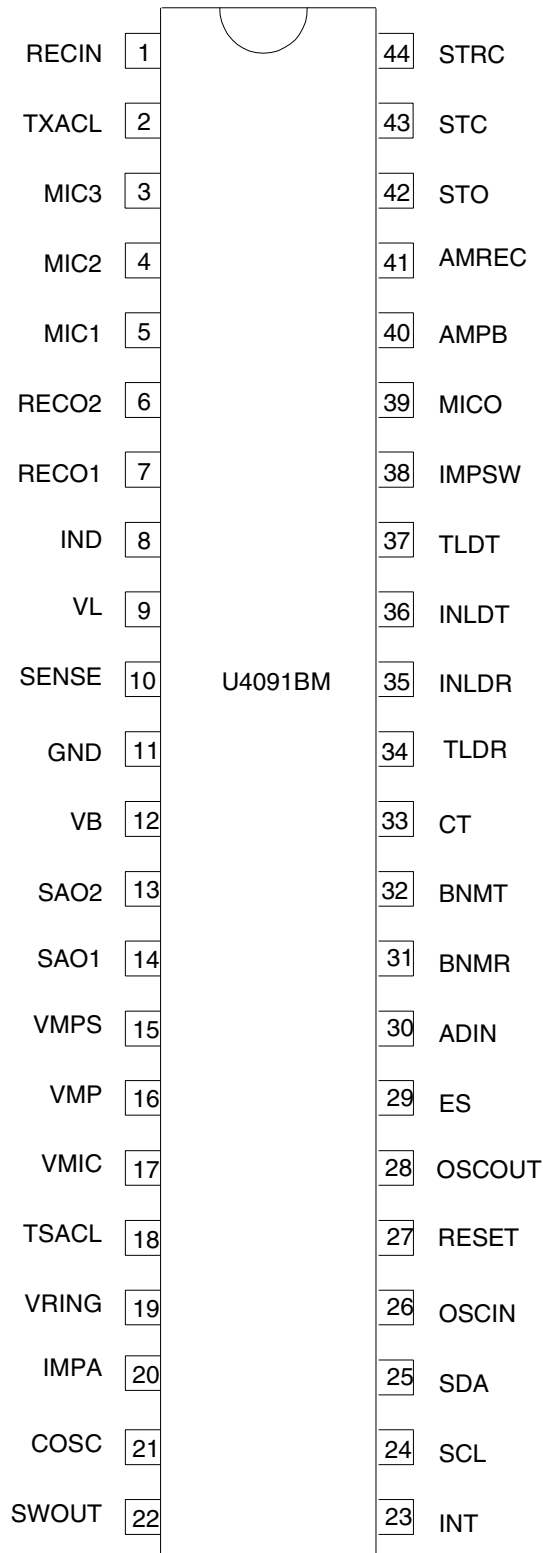 RECIN 1 44 STRC
TXACL 2 43 STC
MIC3 3 42 STO
MIC2 4 41 AMREC
MIC1 5 40 AMPB
RECO2 6 39 MICO
RECO1 7 38 IMPSW
IND 8 37 TLDT
VL 9 36 INLDT
SENSE 10 U4091BM 35 INLDR
GND 11 34 TLDR
VB 12 33 CT
SAO2 13 32 BNMT
SAO1 14 31 BNMR
VMPS 15 30 ADIN
VMP 16 29 ES
VMIC 17 28 OSCOUT
TSACL 18 27 RESET
VRING 19 26 OSCIN
IMPA 20 25 SDA
COSC 21 24 SCL
SWOUT 22 23 INT